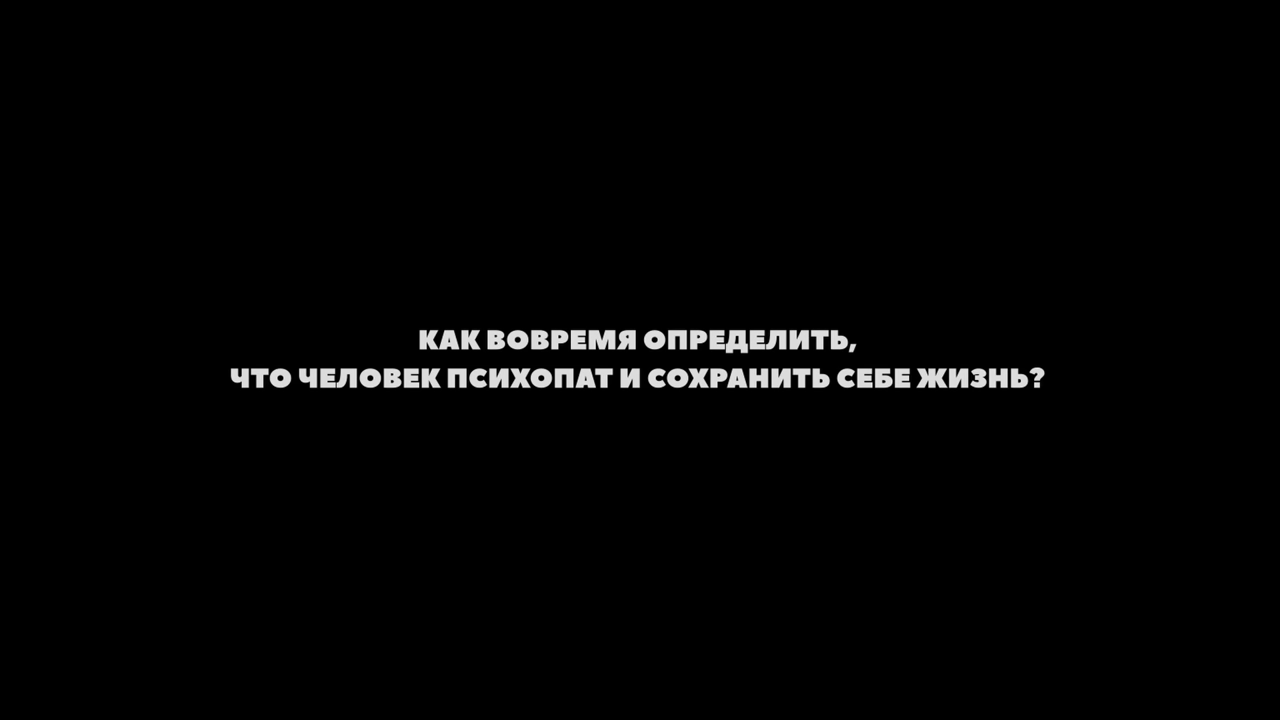 КАК ВОВРЕМЯ ОПРЕДЕЛИТЬ,
ЧТО ЧЕЛОВЕК ПСИХОПАТ И СОХРАНИТЬ СЕБЕ ЖИЗНЬ?